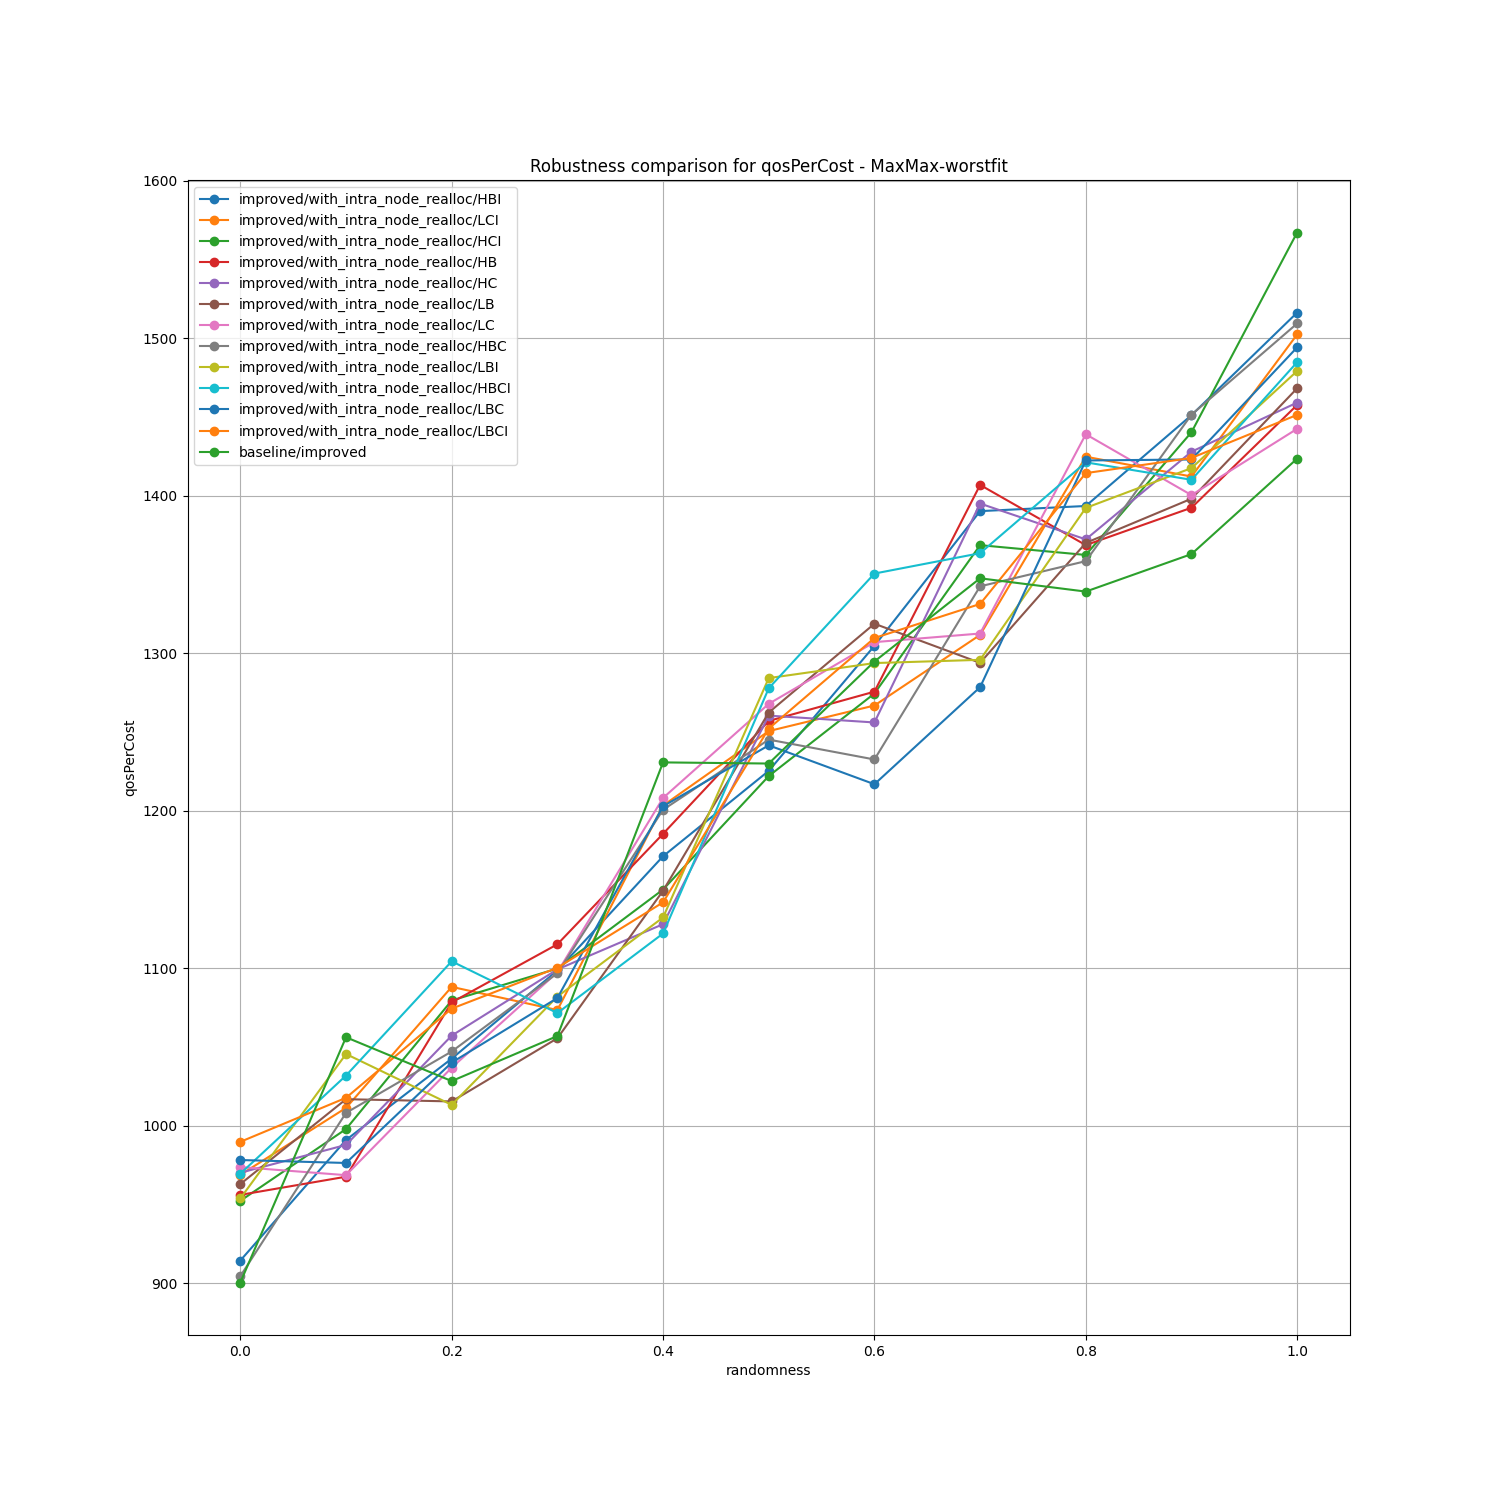 Robustness comparison for qosPerCost - MaxMax-worstfit
improved/with_intra_node_realloc/HBI
improved/with_intra_node_realloc/LCI
improved/with_intra_node_realloc/HCI
improved/with_intra_node_realloc/HB
improved/with_intra_node_realloc/HC
improved/with_intra_node_realloc/LB
improved/with_intra_node_realloc/LC
improved/with_intra_node_realloc/HBC
improved/with_intra_node_realloc/LBI
improved/with_intra_node_realloc/HBCI
improved/with_intra_node_realloc/LBC
improved/with_intra_node_realloc/LBCI
baseline/improved
1600
1500
1400
1300
1200
1100
1000
900
qosPerCost
0.0 0.2 0.4 0.6 0.8 1.0
randomness